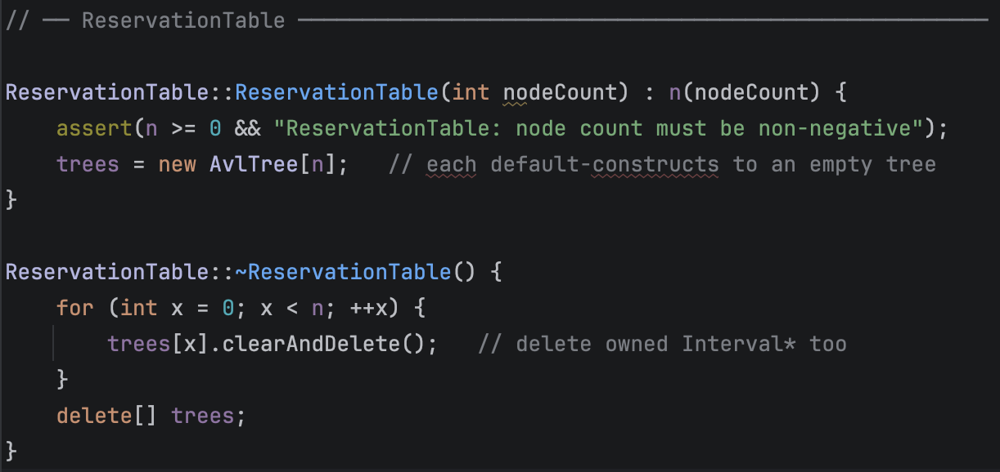 // —— ReservationTable ————————————————————————————
ReservationTable::ReservationTable(int nodeCount) : n(nodeCount) {
    assert(n >= 0 && "ReservationTable: node count must be non-negative");
    trees = new AvlTree[n];   // each default-constructs to an empty tree
}
ReservationTable::~ReservationTable() {
    for (int x = 0; x < n; ++x) {
        trees[x].clearAndDelete();   // delete owned Interval* too
    }
    delete[] trees;
}